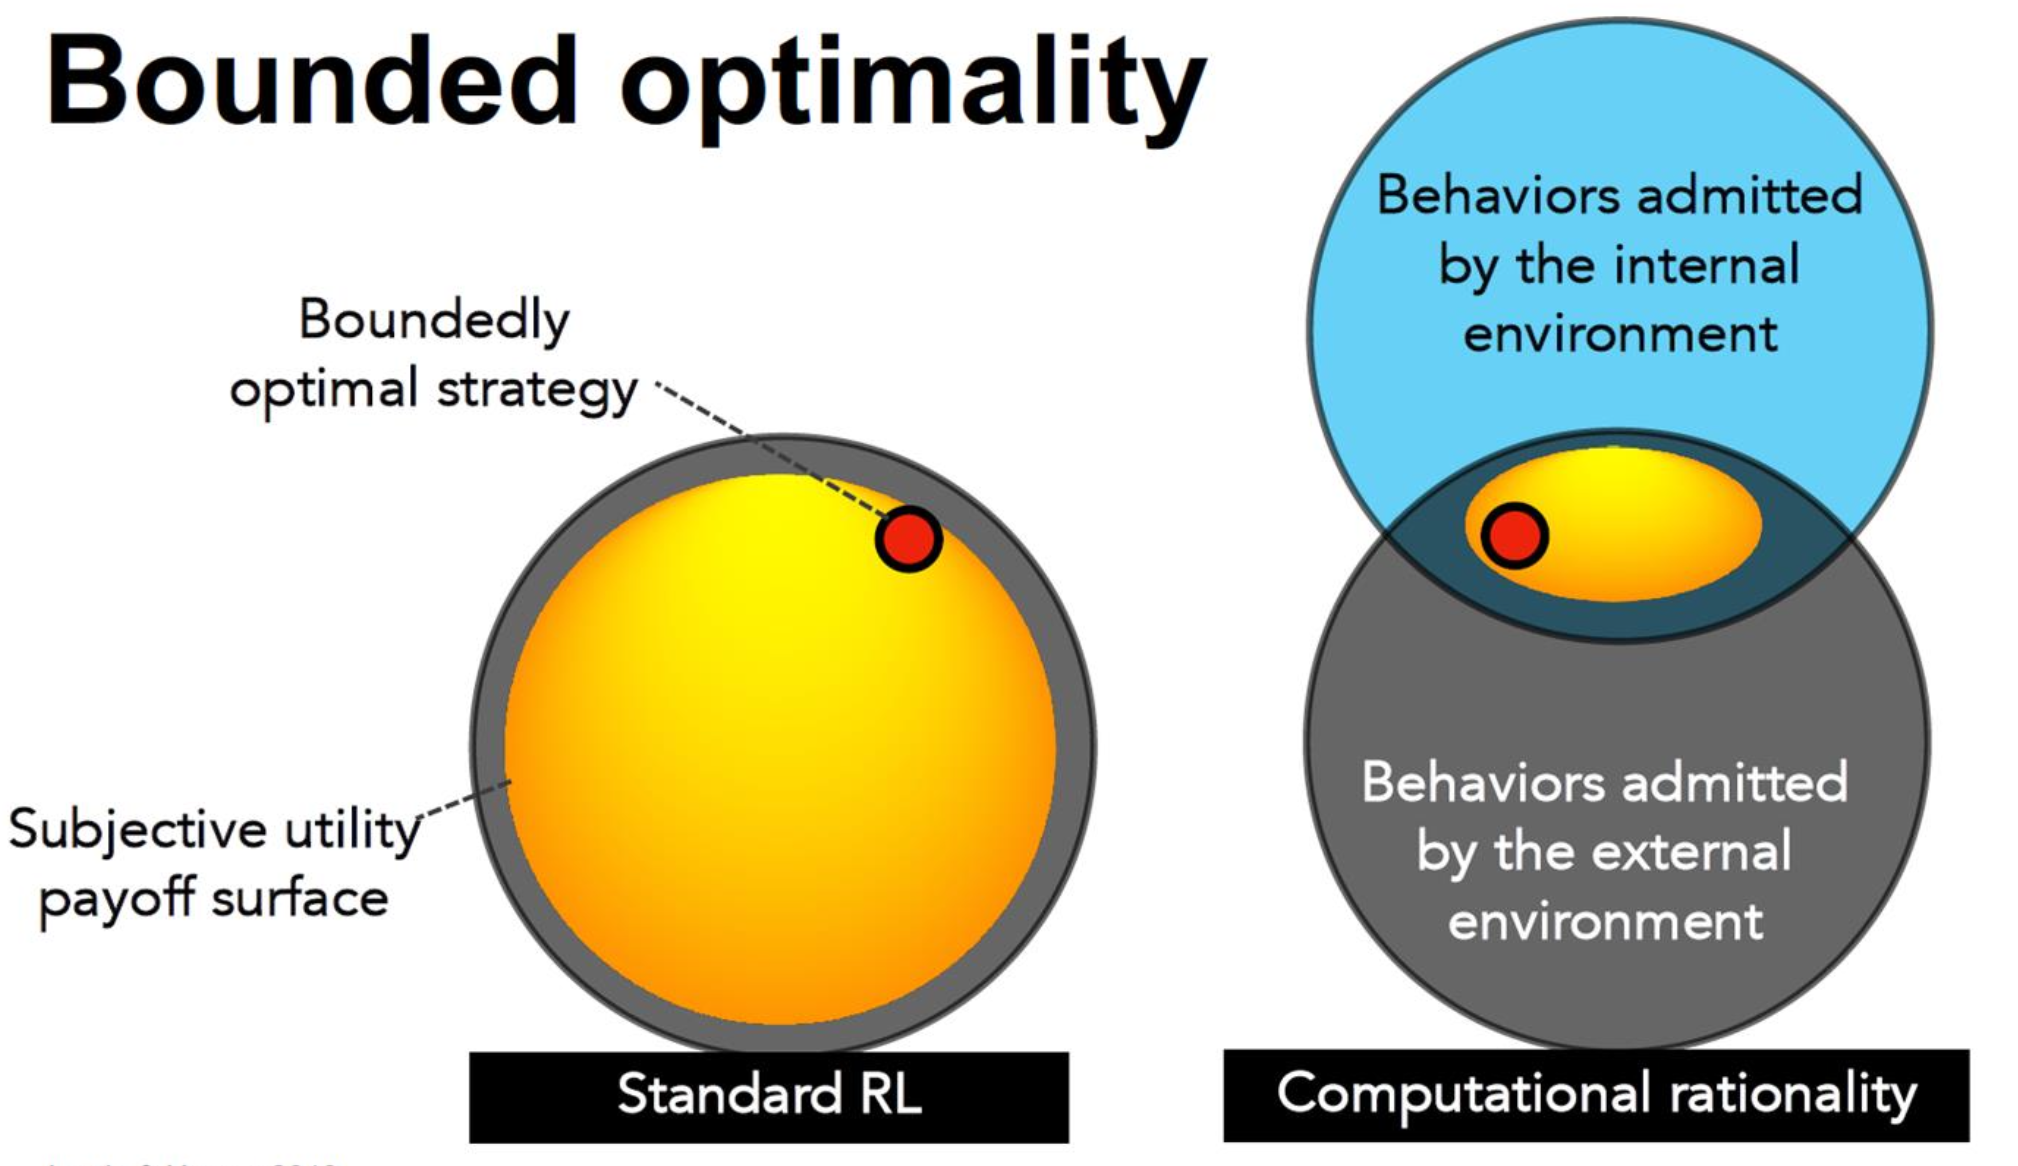 Bounded optimality
Behaviors admitted
by the internal
environment
Boundedly
optimal strategy
Subjective utility
payoff surface
Behaviors admitted
by the external
environment
Standard RL
Computational rationality